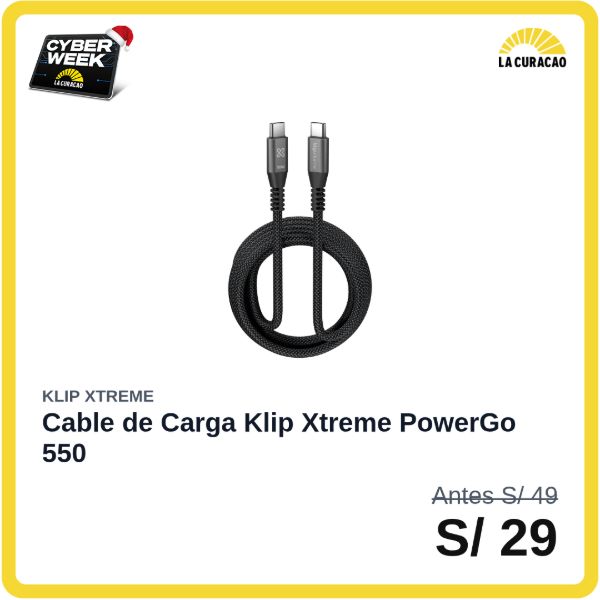 CYBER
WEEK
LA CURACAO
LA CURACAO
KLIP XTREME
Cable de Carga Klip Xtreme PowerGo
550
Antes S/ 49
S/ 29